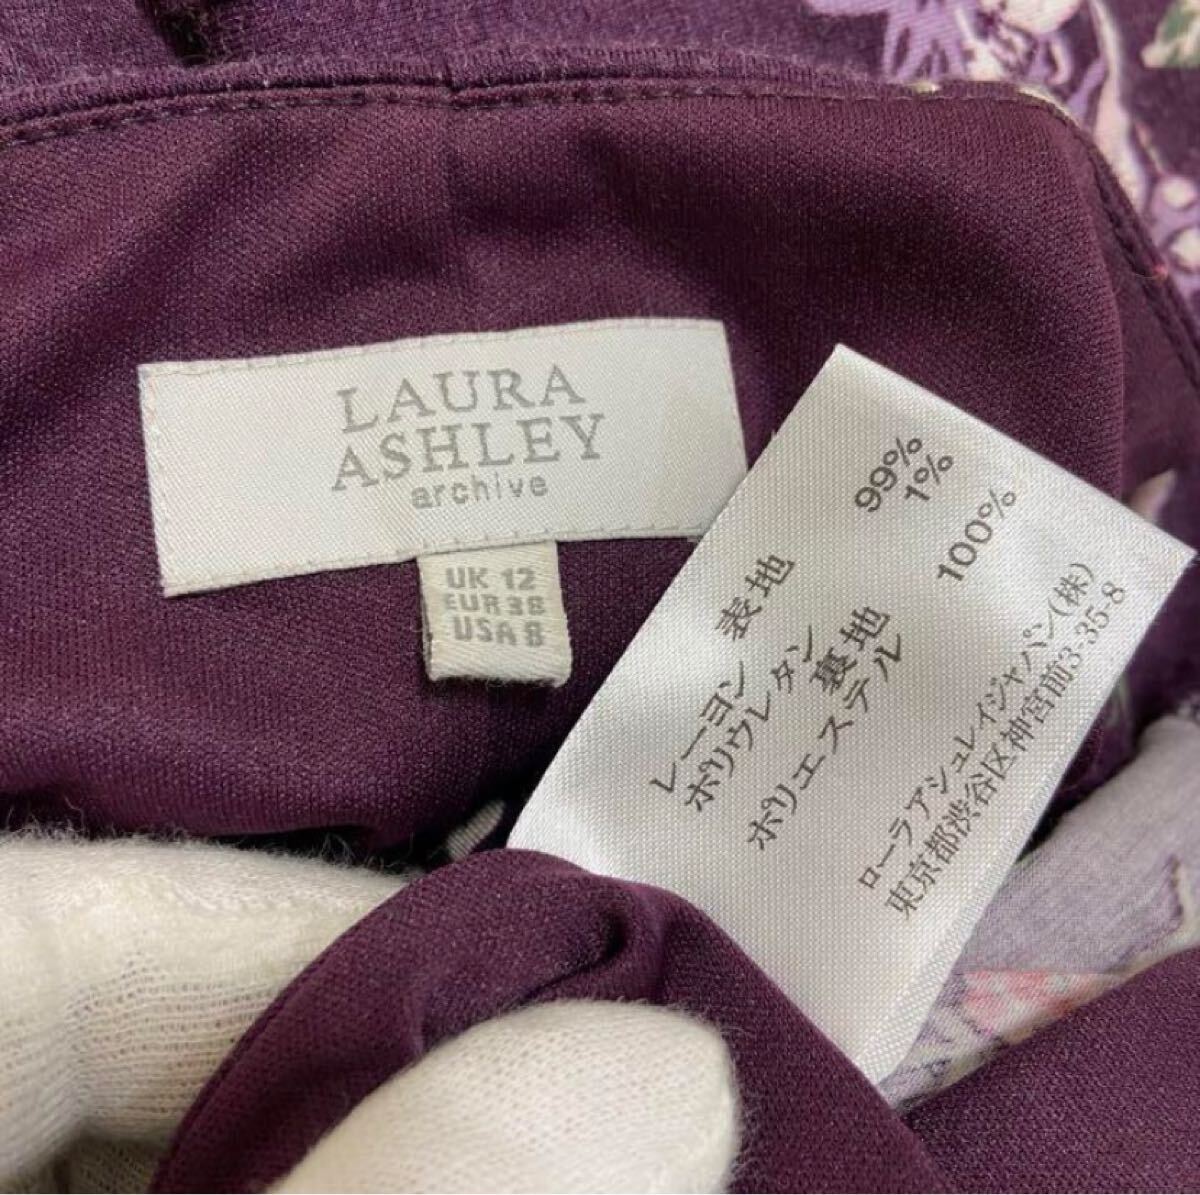 LAURA
ASHLEY
archive
UK 12
EUR 38
USA 8
表地
レーヨン 99%
ポリウレタン 1%
裏地
ポリエステル 100%
ローラアシュレイジャパン(株)
東京都渋谷区神宮前3-35-8